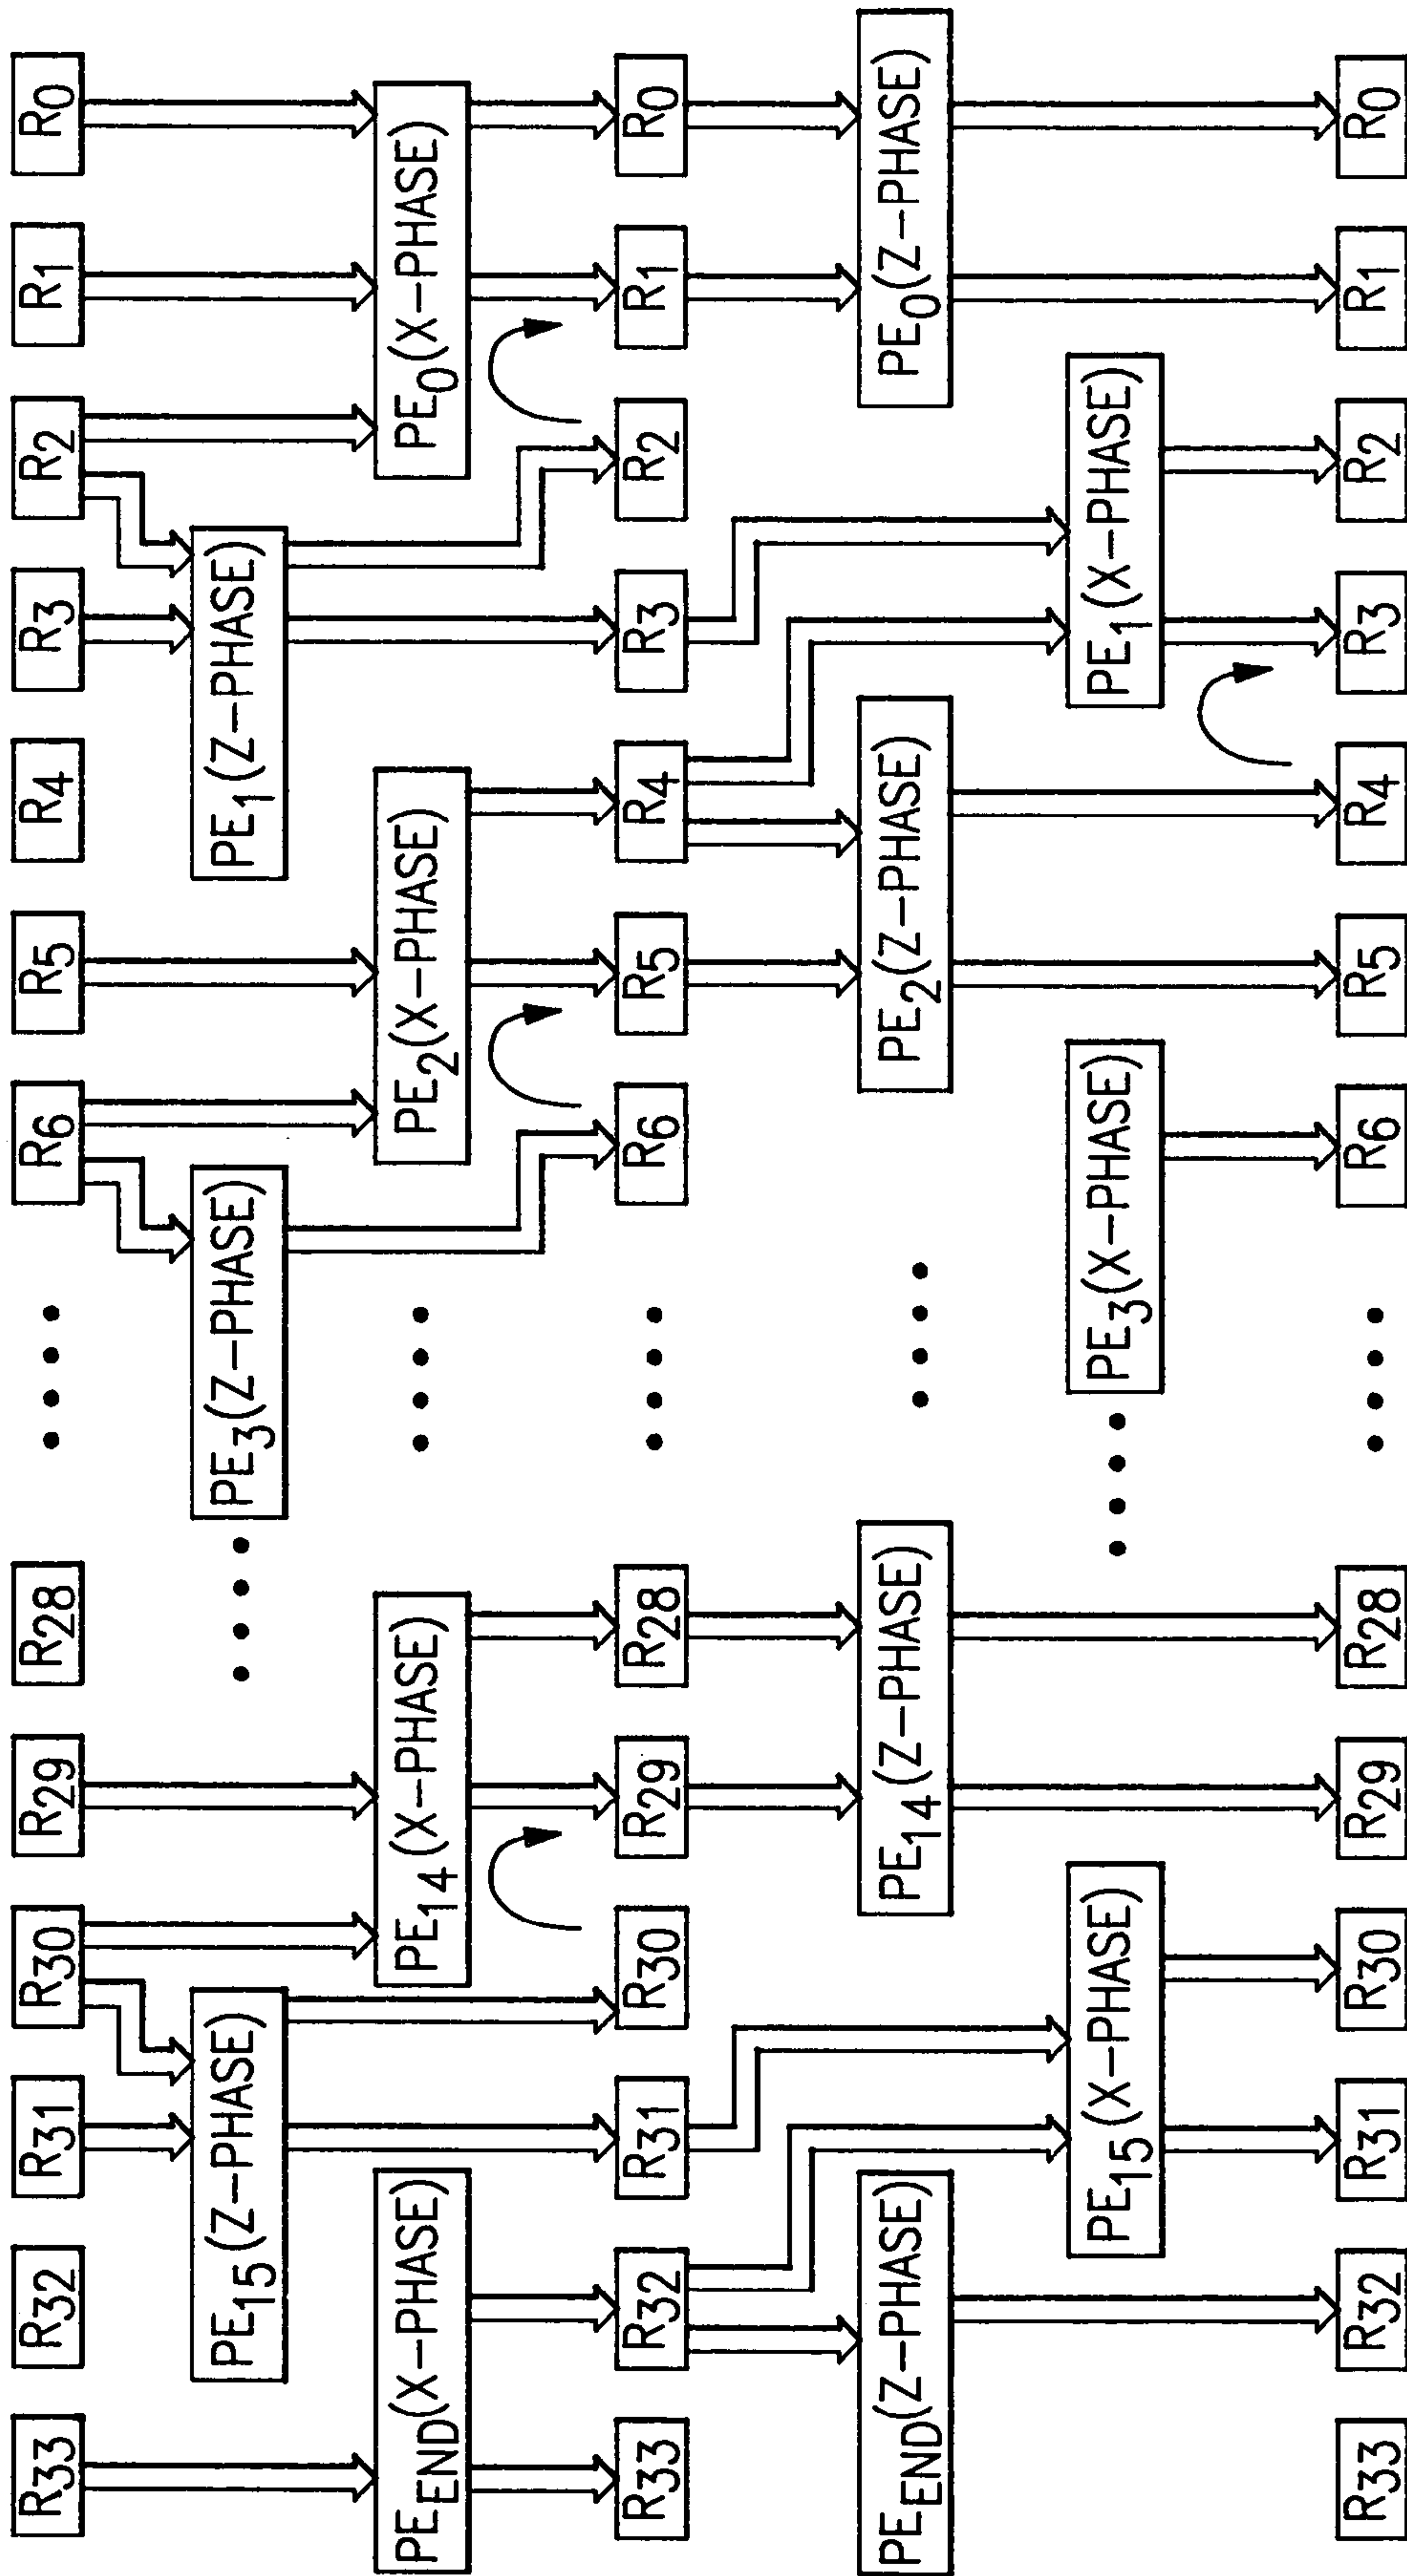 R33 R32 R31 R30 R29 R28 •••• R6 R5 R4 R3 R2 R1 R0
PE15(Z-PHASE) •••• PE3(Z-PHASE) PE1(Z-PHASE)
PEEND(X-PHASE) PE14(X-PHASE) •••• PE2(X-PHASE) PE0(X-PHASE)
R33 R32 R31 R30 R29 R28 •••• R6 R5 R4 R3 R2 R1 R0
PEEND(Z-PHASE) PE14(Z-PHASE) •••• PE2(Z-PHASE) PE0(Z-PHASE)
PE15(X-PHASE) •••• PE3(X-PHASE) PE1(X-PHASE)
R33 R32 R31 R30 R29 R28 •••• R6 R5 R4 R3 R2 R1 R0